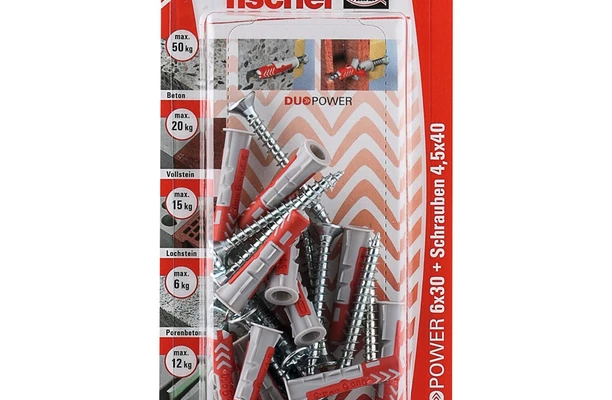 fischer
max.
50 kg
Beton
max.
20 kg
Vollstein
max.
15 kg
Lochstein
max.
6 kg
Porenbeton
max.
12 kg
DUOPOWER
POWER 6x30 + Schrauben 4,5x40